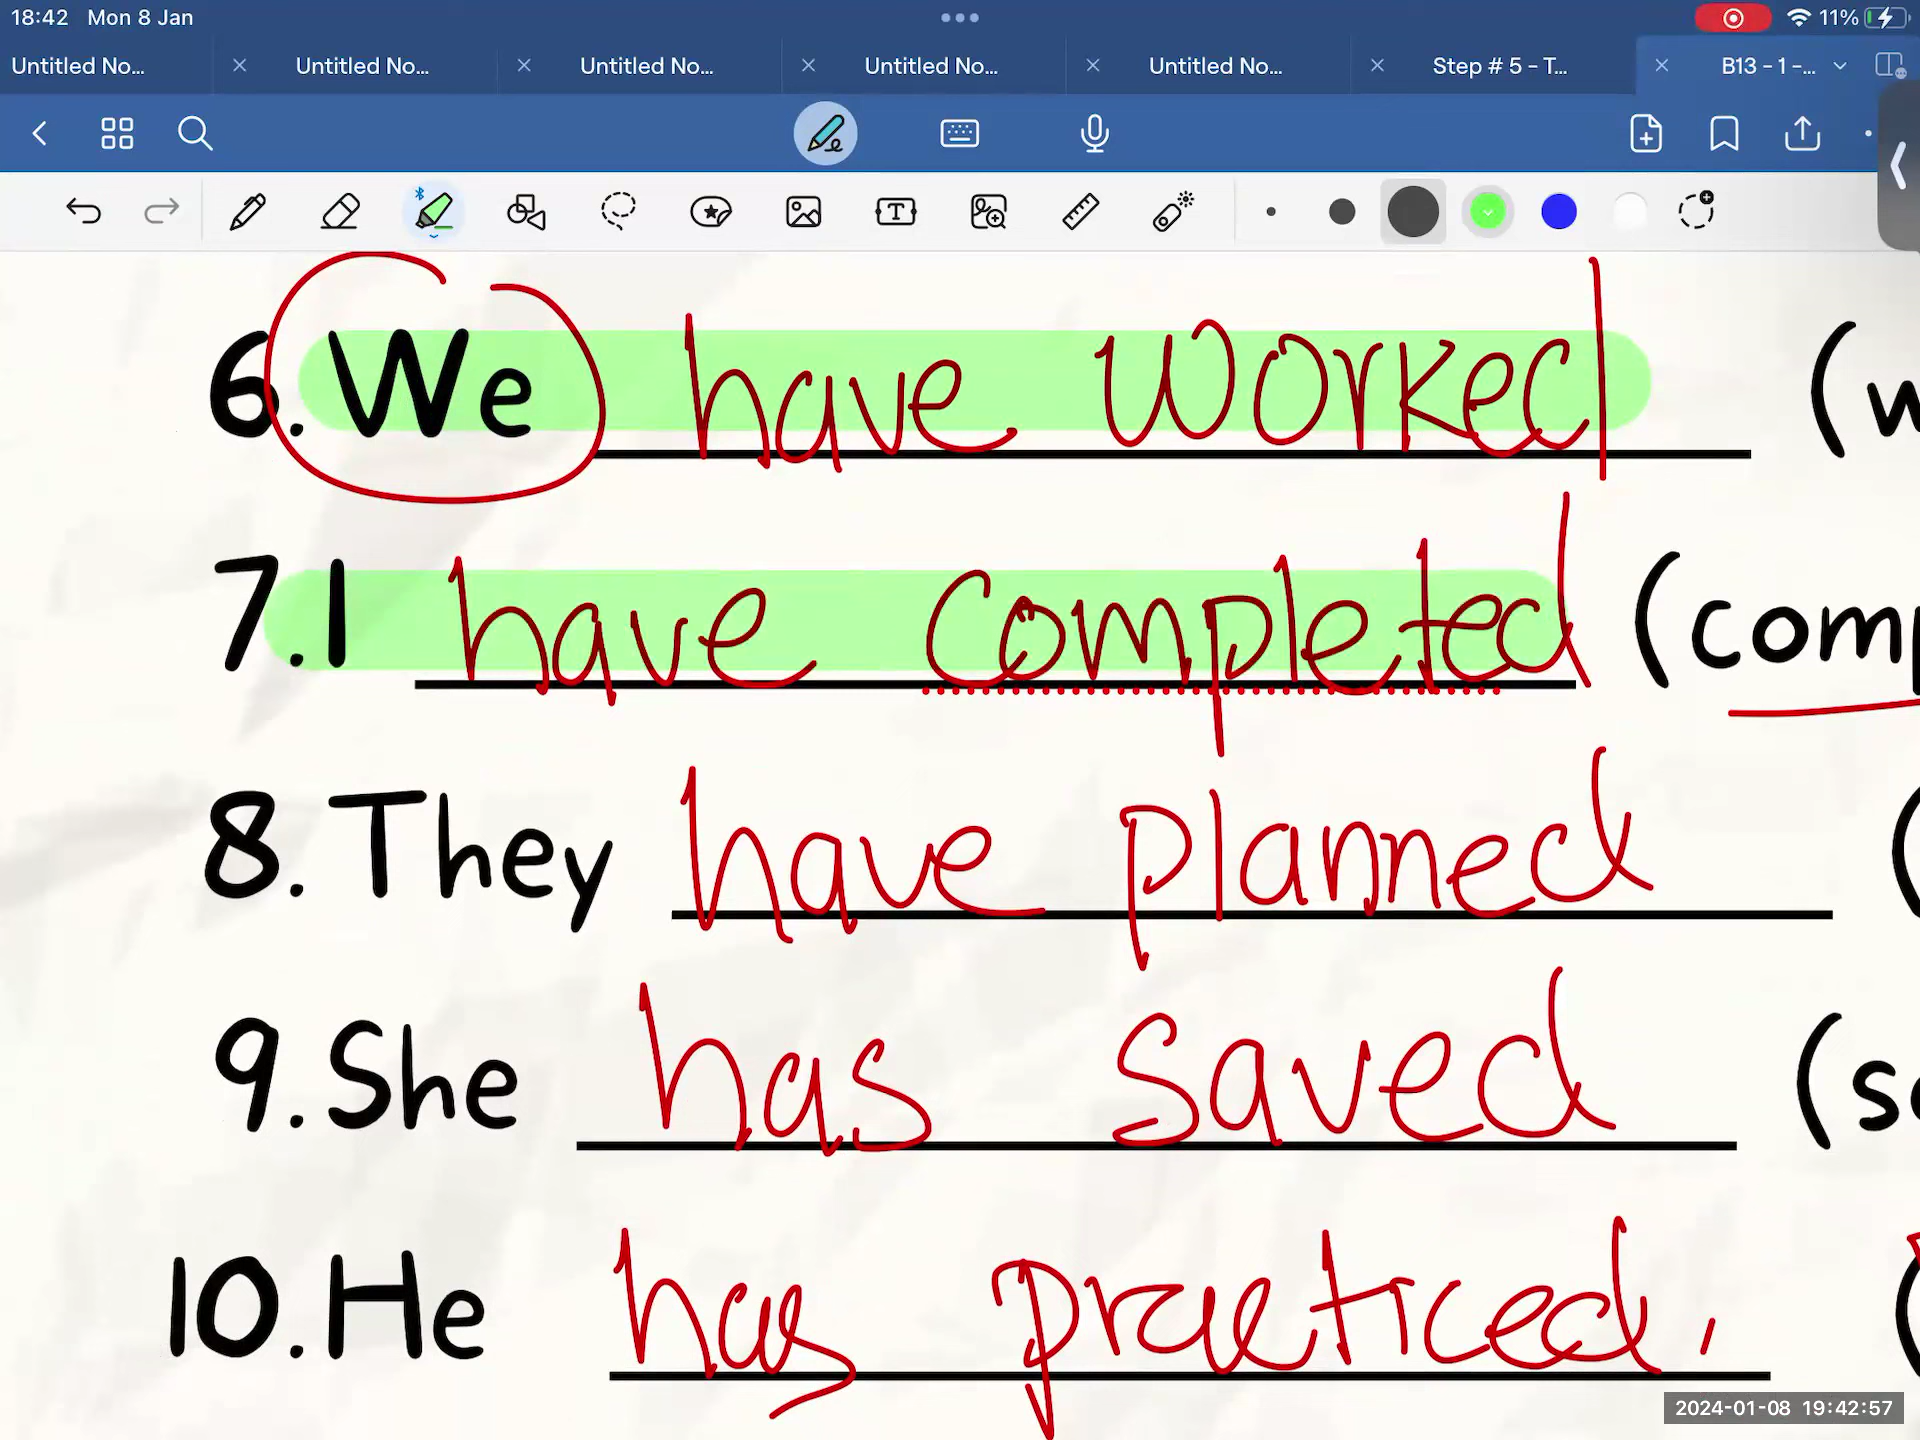 18:42 Mon 8 Jan
11%
Untitled No...
Untitled No...
Untitled No...
Untitled No...
Untitled No...
Step # 5 - T...
B13 - 1 -...
6. We have worked (w
7. I have completed (comp
8. They have planned (
9. She has saved (sa
10. He has practiced. (
2024-01-08 19:42:57